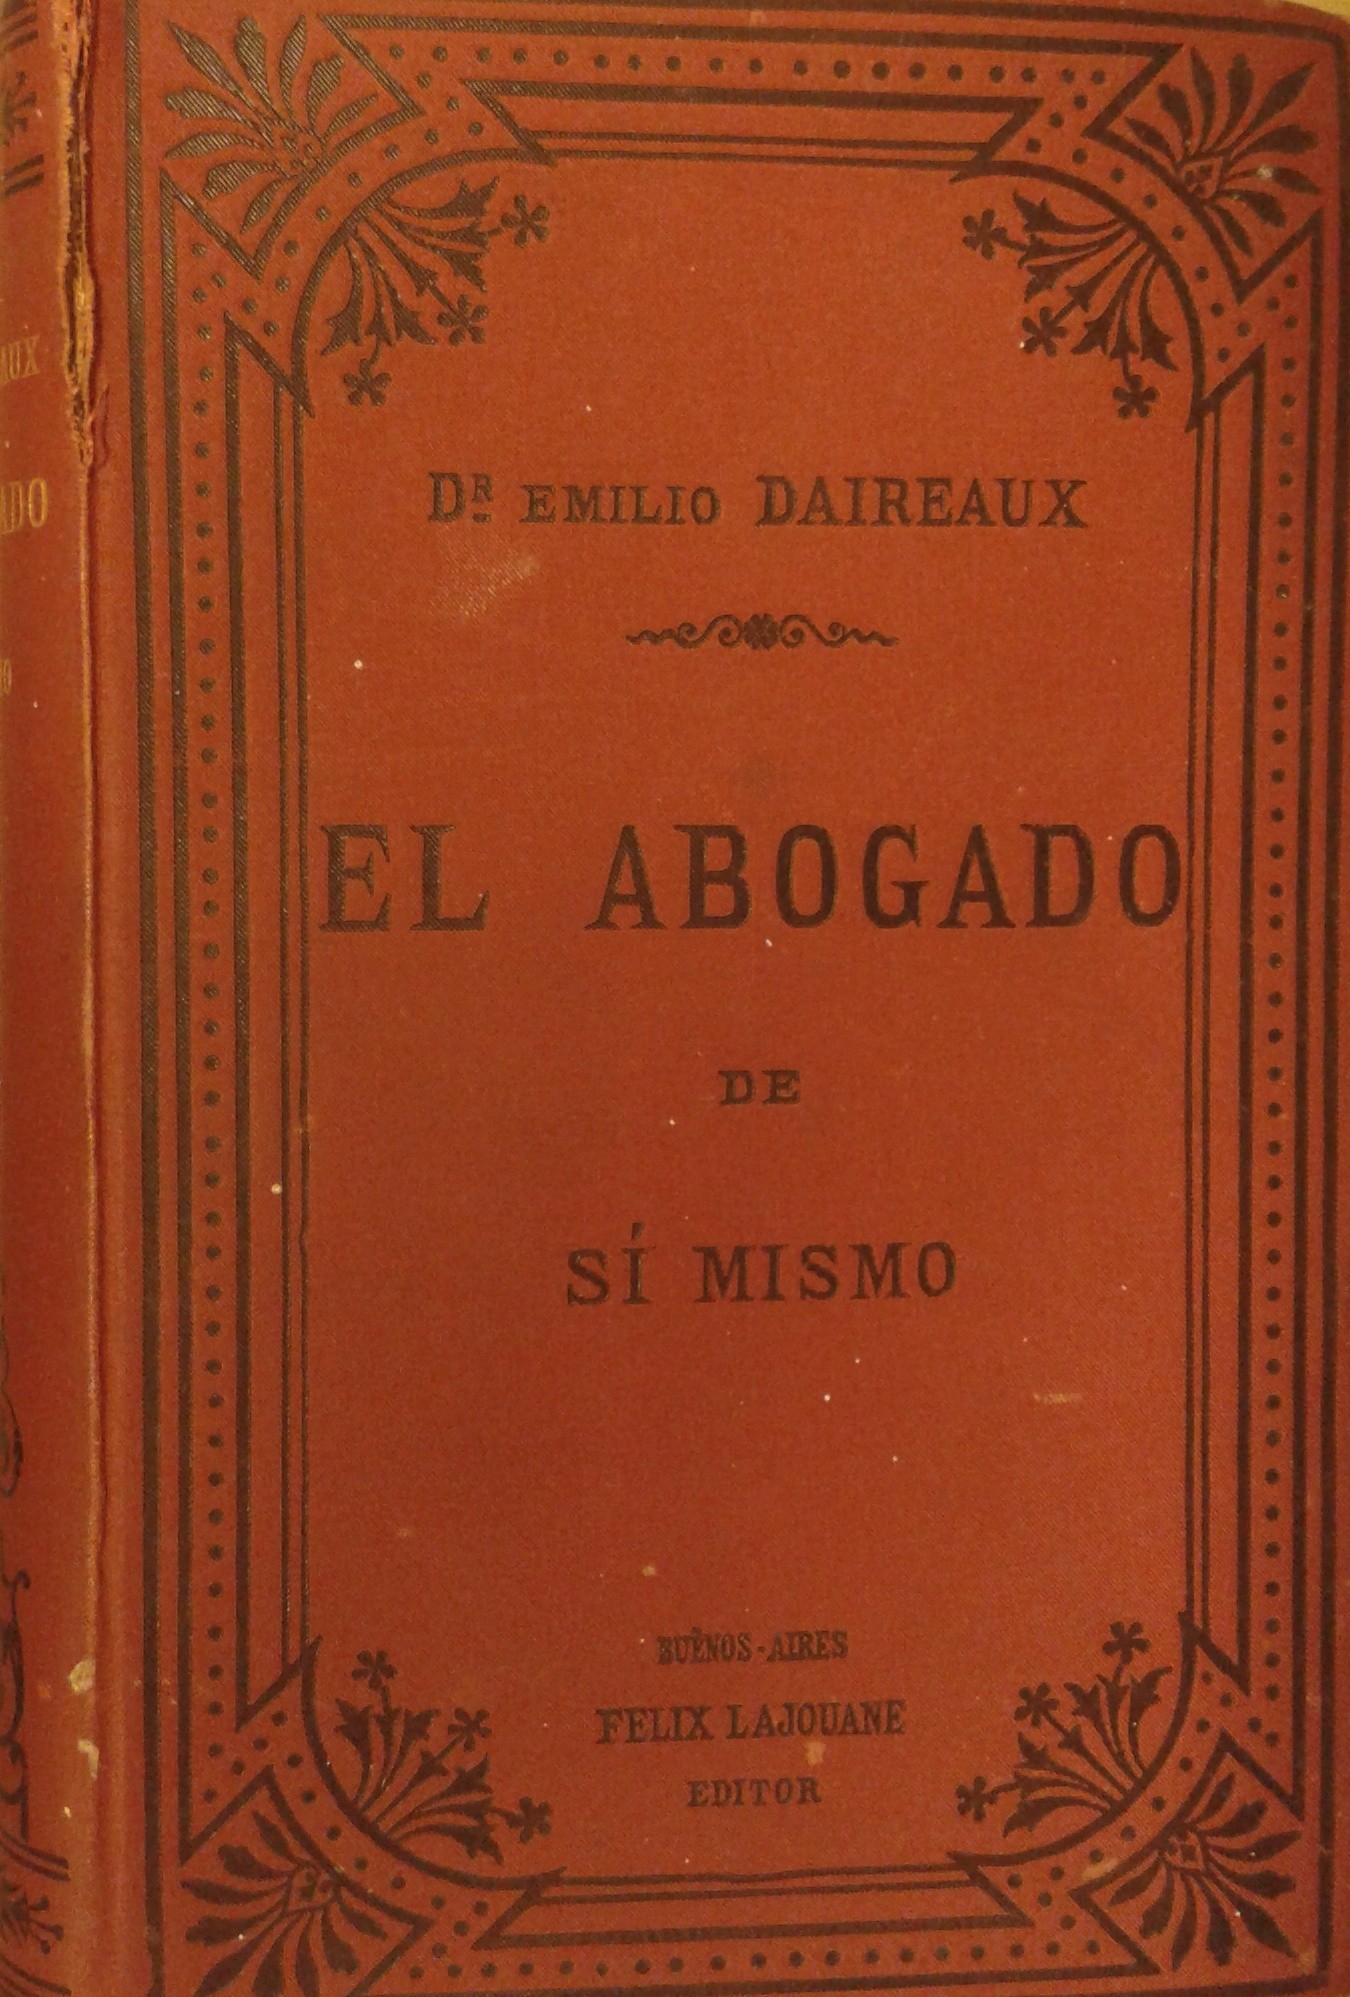 DR EMILIO DAIREAUX
EL ABOGADO
DE
SÍ MISMO
BUENOS-AIRES
FELIX LAJOUANE
EDITOR